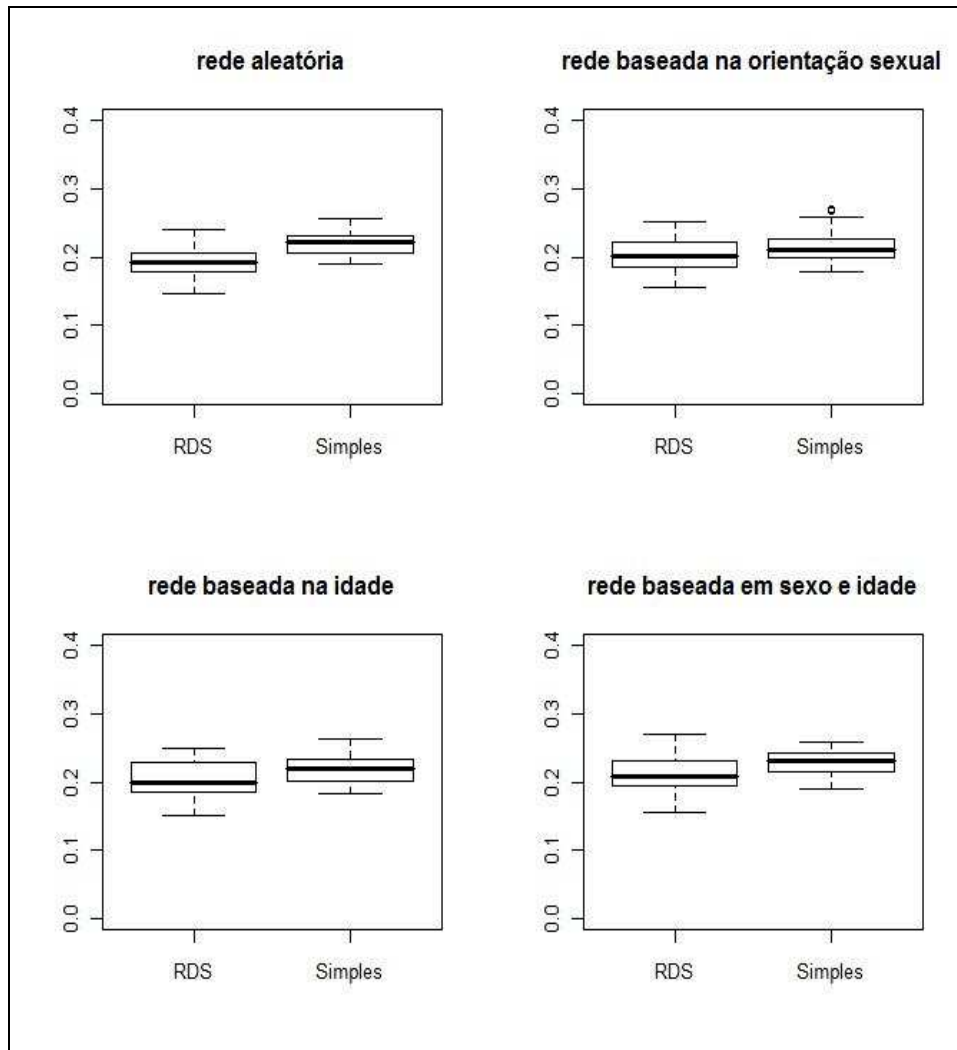 rede aleatória
0.4
0.3
0.2
0.1
0.0
RDS Simples
rede baseada na orientação sexual
0.4
0.3
0.2
0.1
0.0
RDS Simples
rede baseada na idade
0.4
0.3
0.2
0.1
0.0
RDS Simples
rede baseada em sexo e idade
0.4
0.3
0.2
0.1
0.0
RDS Simples